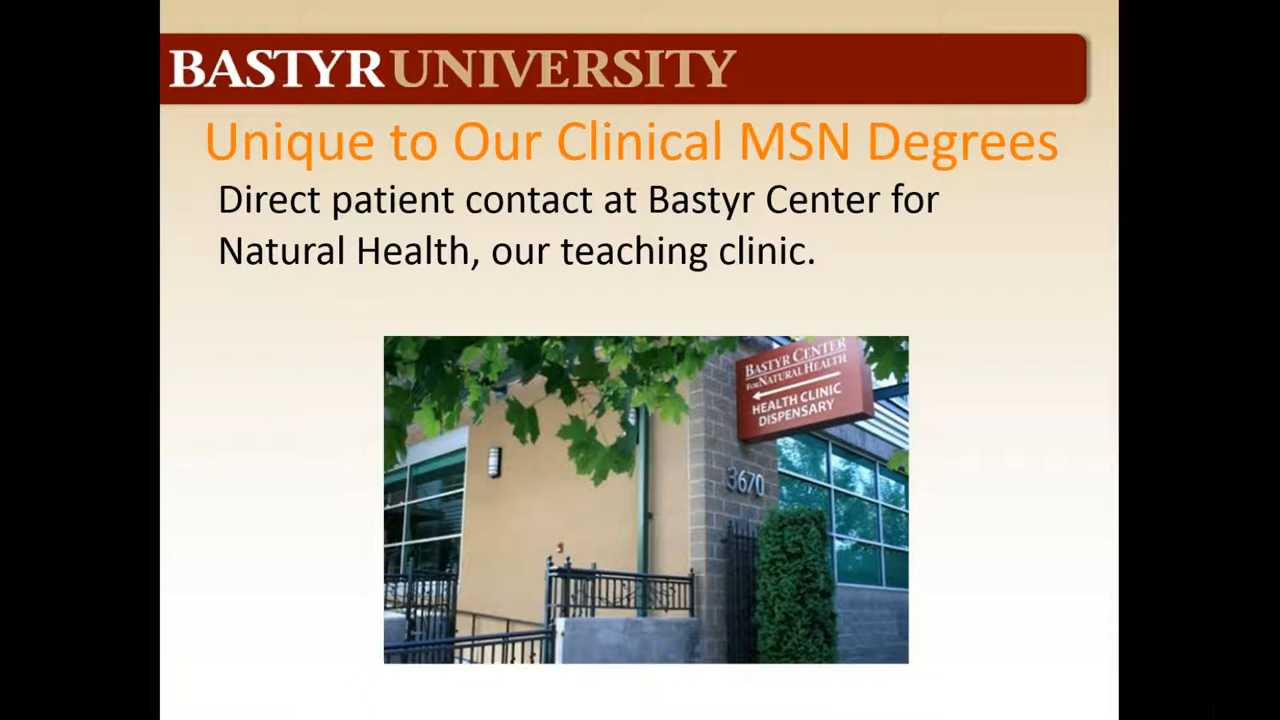 BASTYR UNIVERSITY
Unique to Our Clinical MSN Degrees
Direct patient contact at Bastyr Center for
Natural Health, our teaching clinic.
BASTYR CENTER
FOR NATURAL HEALTH
HEALTH CLINIC
DISPENSARY
3670